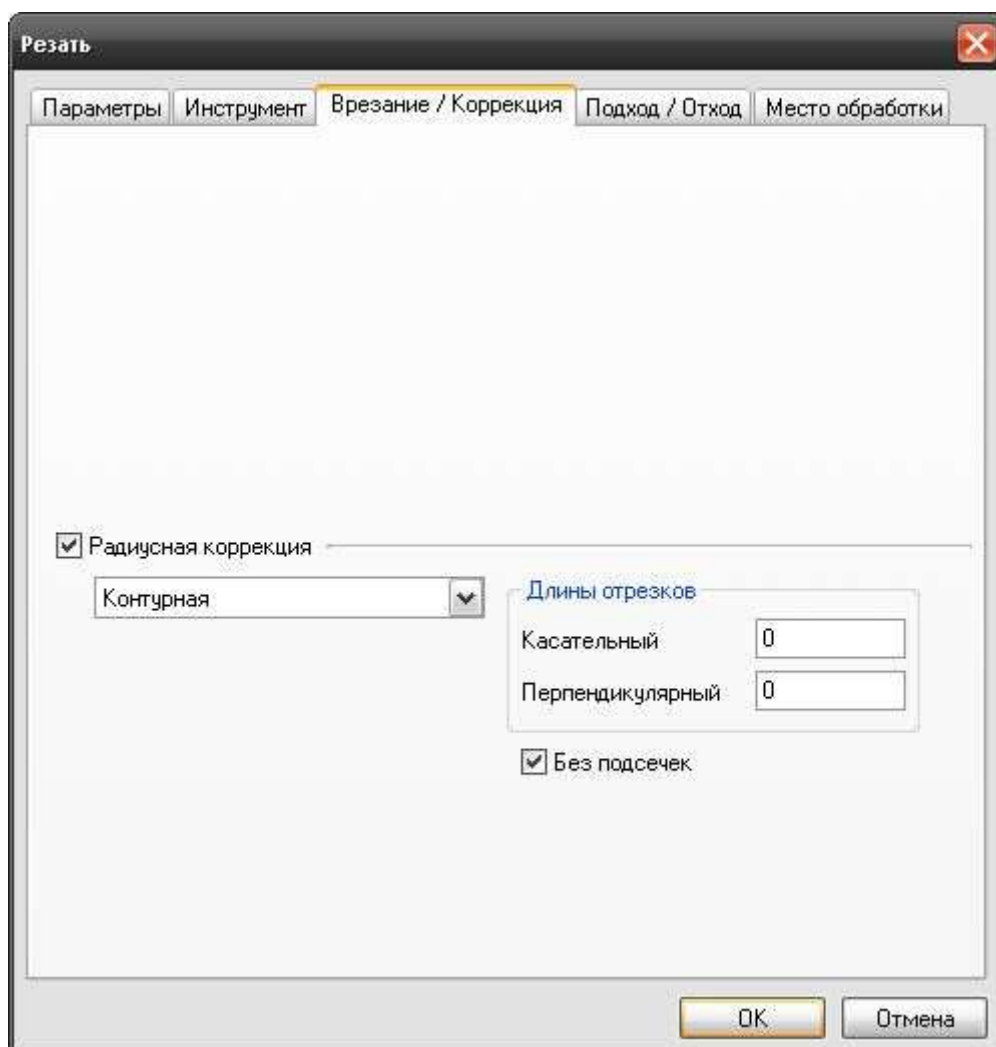 Резать
Параметры Инструмент Врезание / Коррекция Подход / Отход Место обработки
Радиусная коррекция
Контурная
Длины отрезков
Касательный 0
Перпендикулярный 0
Без подсечек
OK Отмена